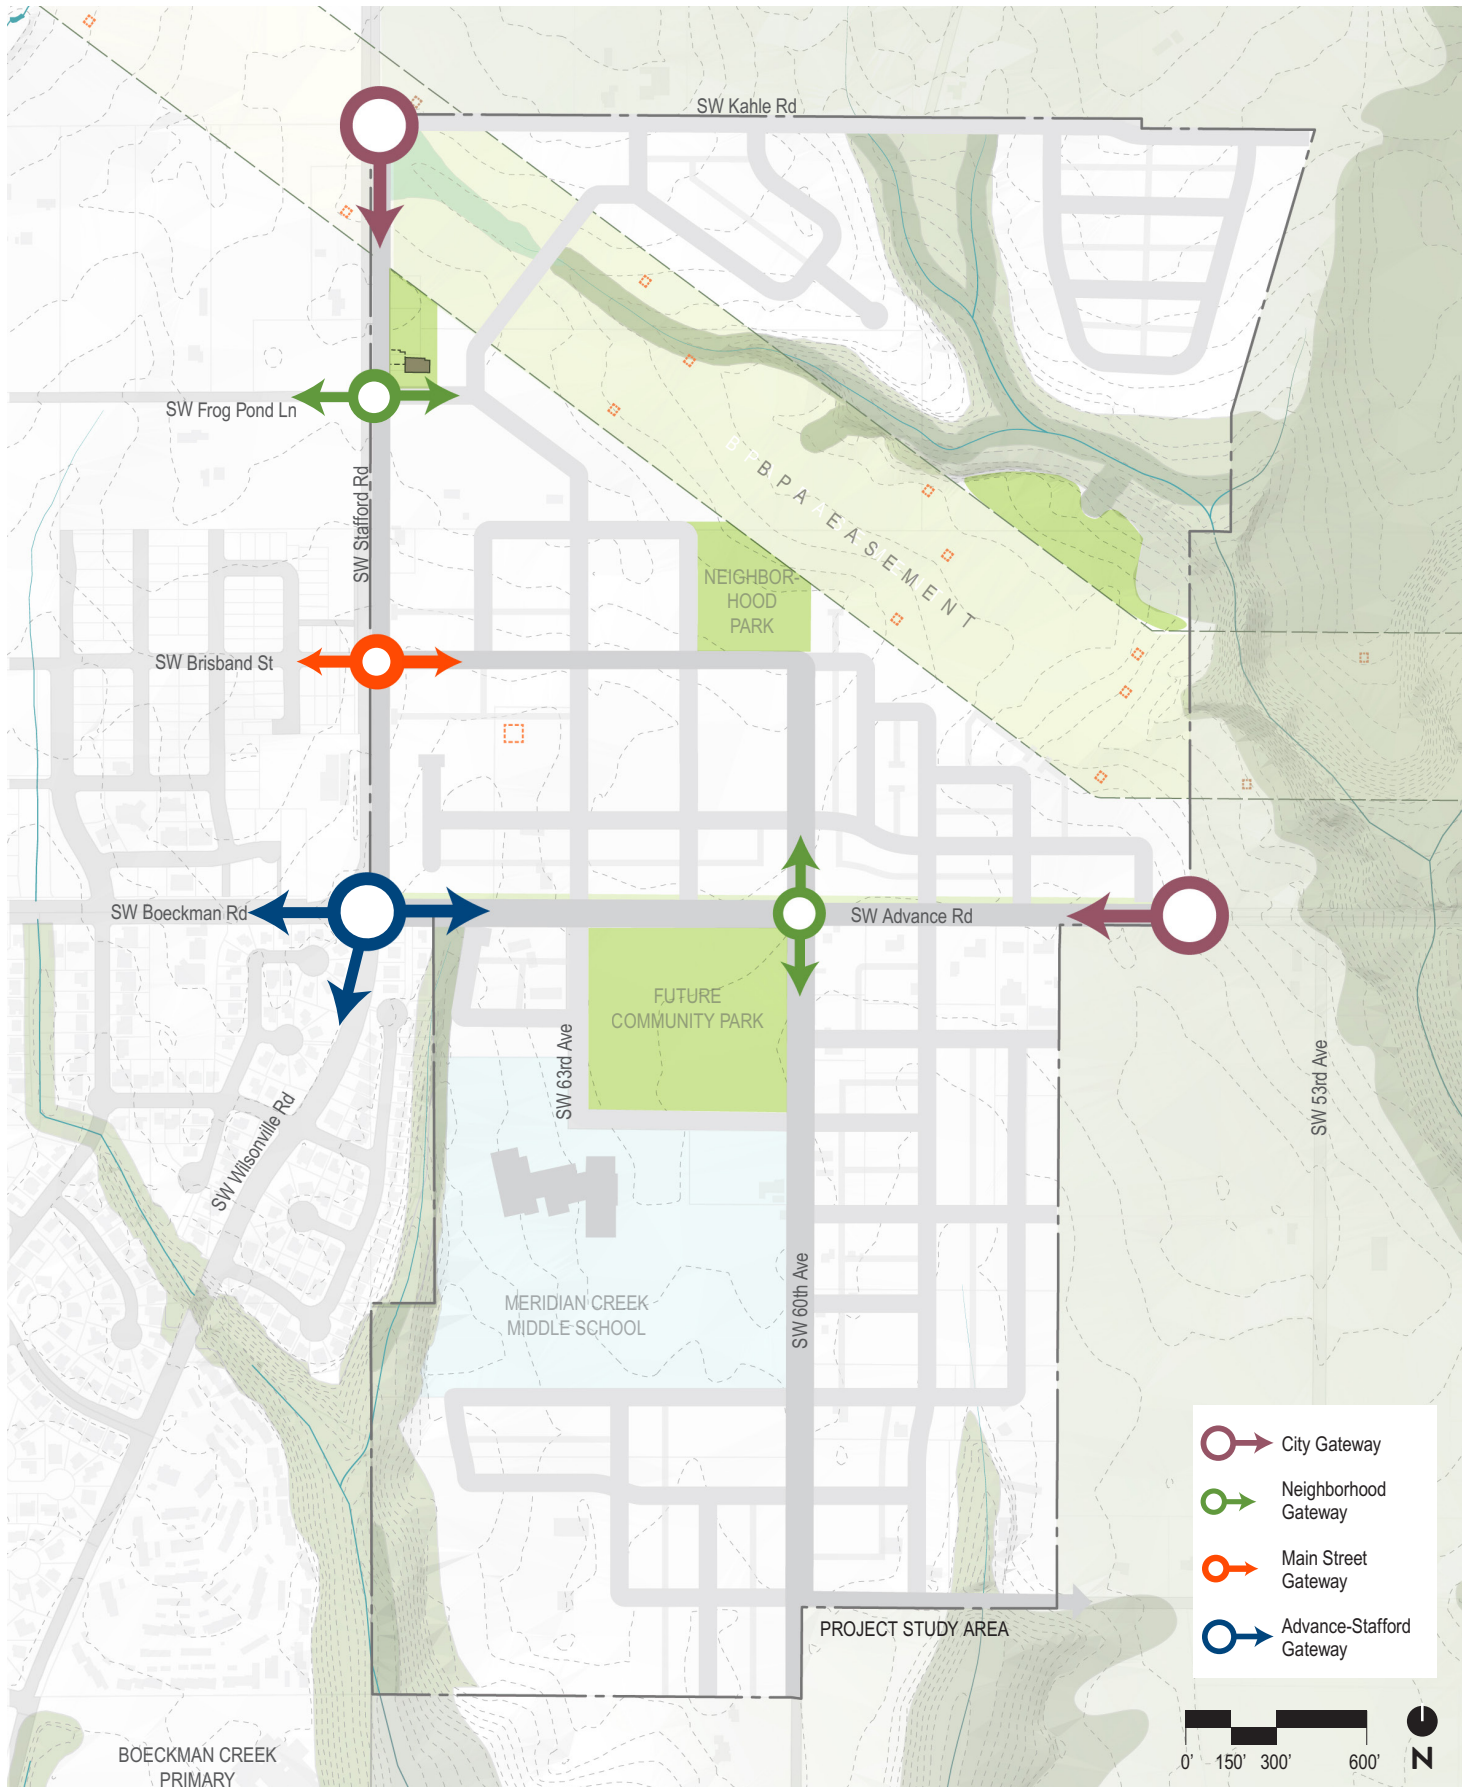 SW Kahle Rd
SW Frog Pond Ln
SW Stafford Rd
BPA EASEMENT
NEIGHBOR-
HOOD
PARK
SW Brisband St
SW Boeckman Rd
SW Advance Rd
FUTURE
COMMUNITY PARK
SW 63rd Ave
SW 53rd Ave
SW Wilsonville Rd
SW 60th Ave
MERIDIAN CREEK
MIDDLE SCHOOL
City Gateway
Neighborhood
Gateway
Main Street
Gateway
Advance-Stafford
Gateway
PROJECT STUDY AREA
BOECKMAN CREEK
PRIMARY
0' 150' 300' 600'
N